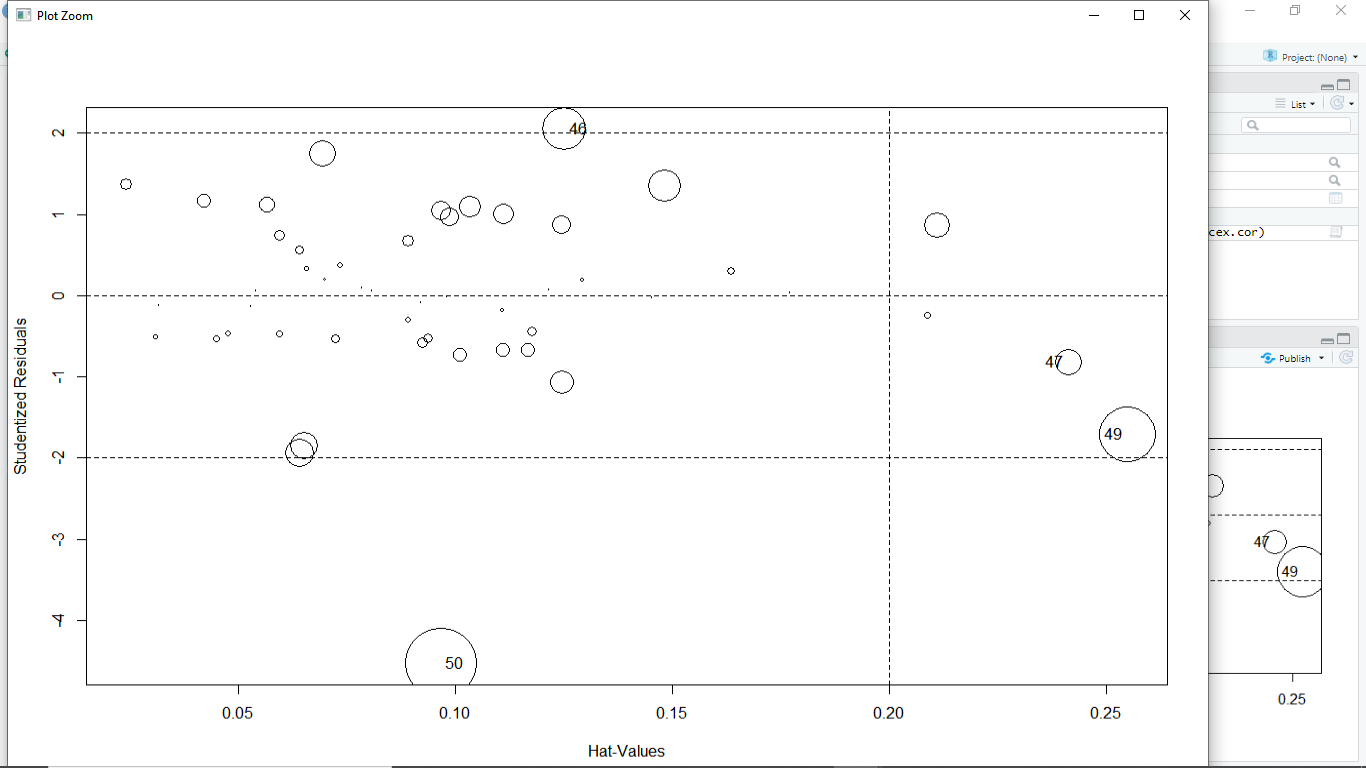 Plot Zoom
Project: (None)
List
cex.cor)
Publish
Studentized Residuals
2
1
0
-1
-2
-3
-4
46
47
49
50
0.05 0.10 0.15 0.20 0.25
Hat-Values
47
49
0.25